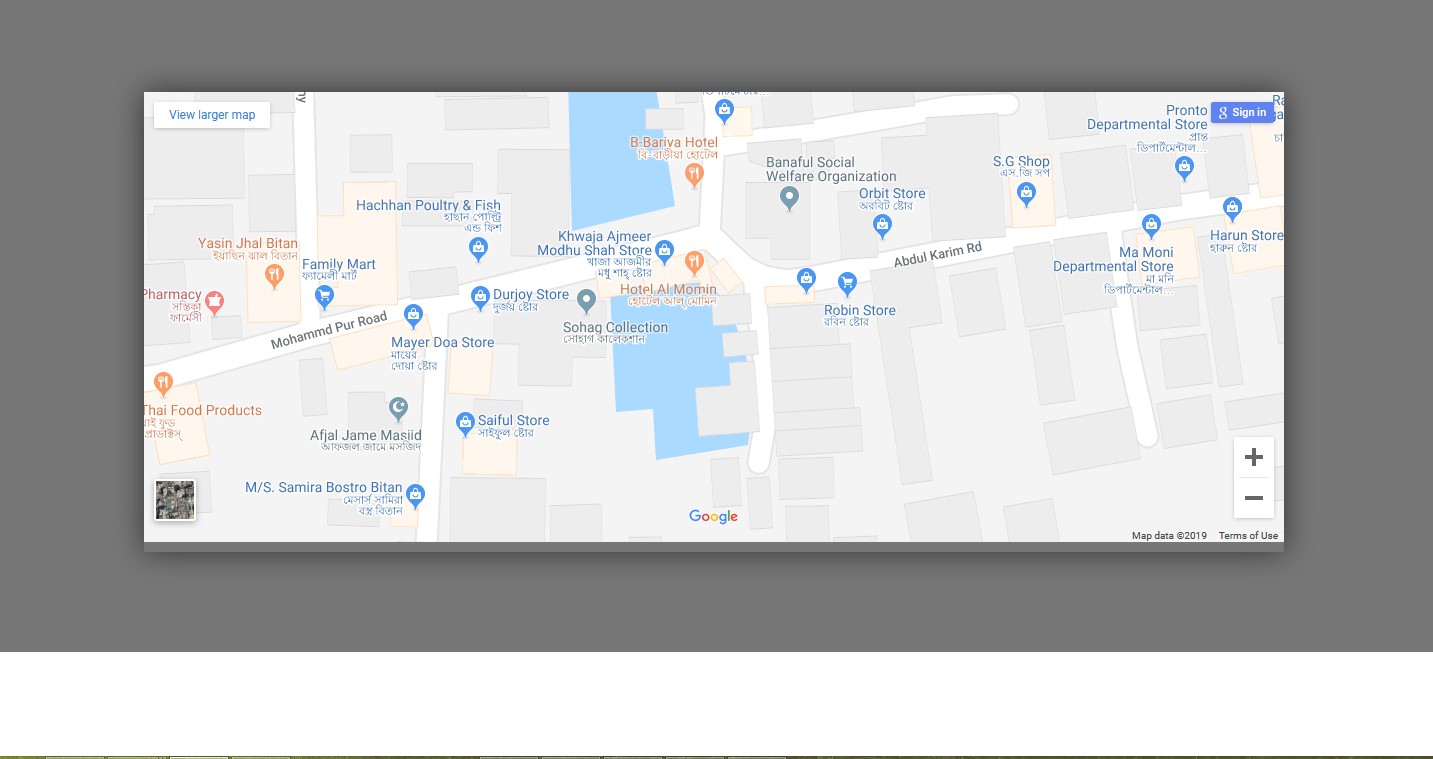 View larger map
Sign in
Pronto
Departmental Store
প্রান্ত
ডিপার্টমেন্টাল...
B-Bariya Hotel
বি-বাড়ীয়া হোটেল
Banaful Social
Welfare Organization
S.G Shop
এস.জি সপ
Orbit Store
অরবিট ষ্টোর
Hachhan Poultry & Fish
হাছান পোল্ট্রি
এন্ড ফিশ
Khwaja Ajmeer
Modhu Shah Store
খাজা আজমীর
মধু শাহ্ ষ্টোর
Yasin Jhal Bitan
ইয়াছিন ঝাল বিতান
Family Mart
ফ্যামেলী মার্ট
Harun Store
হারুন ষ্টোর
Abdul Karim Rd
Ma Moni
Departmental Store
মা মনি
ডিপার্টমেন্টাল...
Pharmacy
ফার্মেসী
Durjoy Store
দুর্জয় ষ্টোর
Hotel Al Momin
হোটেল আল্ মোমিন
Robin Store
রবিন ষ্টোর
Mohammd Pur Road
Sohag Collection
সোহাগ কালেকশান
Mayer Doa Store
মায়ের
দোয়া ষ্টোর
Thai Food Products
Afjal Jame Masjid
আফজল জামে মসজিদ
Saiful Store
সাইফুল ষ্টোর
M/S. Samira Bostro Bitan
মেসার্স সামিরা
বস্ত্র বিতান
Google
Map data ©2019 Terms of Use